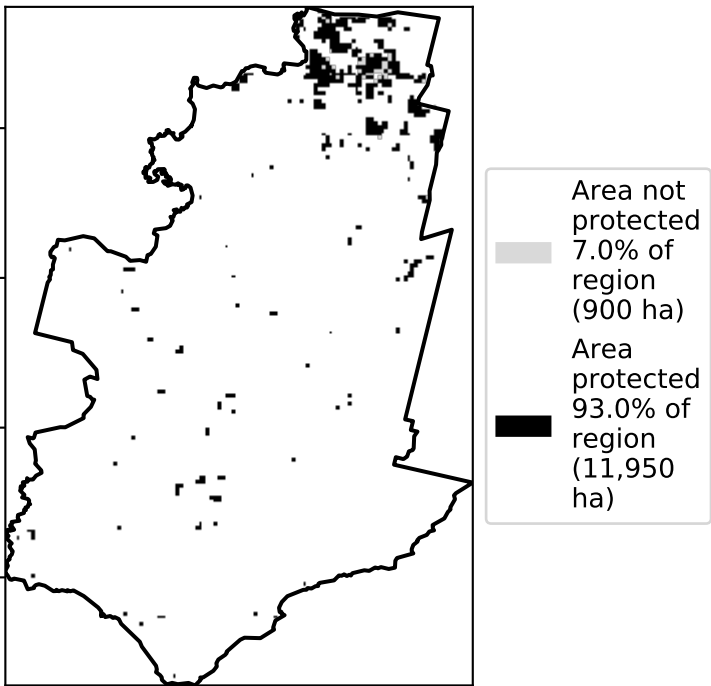 Area not
protected
7.0% of
region
(900 ha)
Area
protected
93.0% of
region
(11,950
ha)